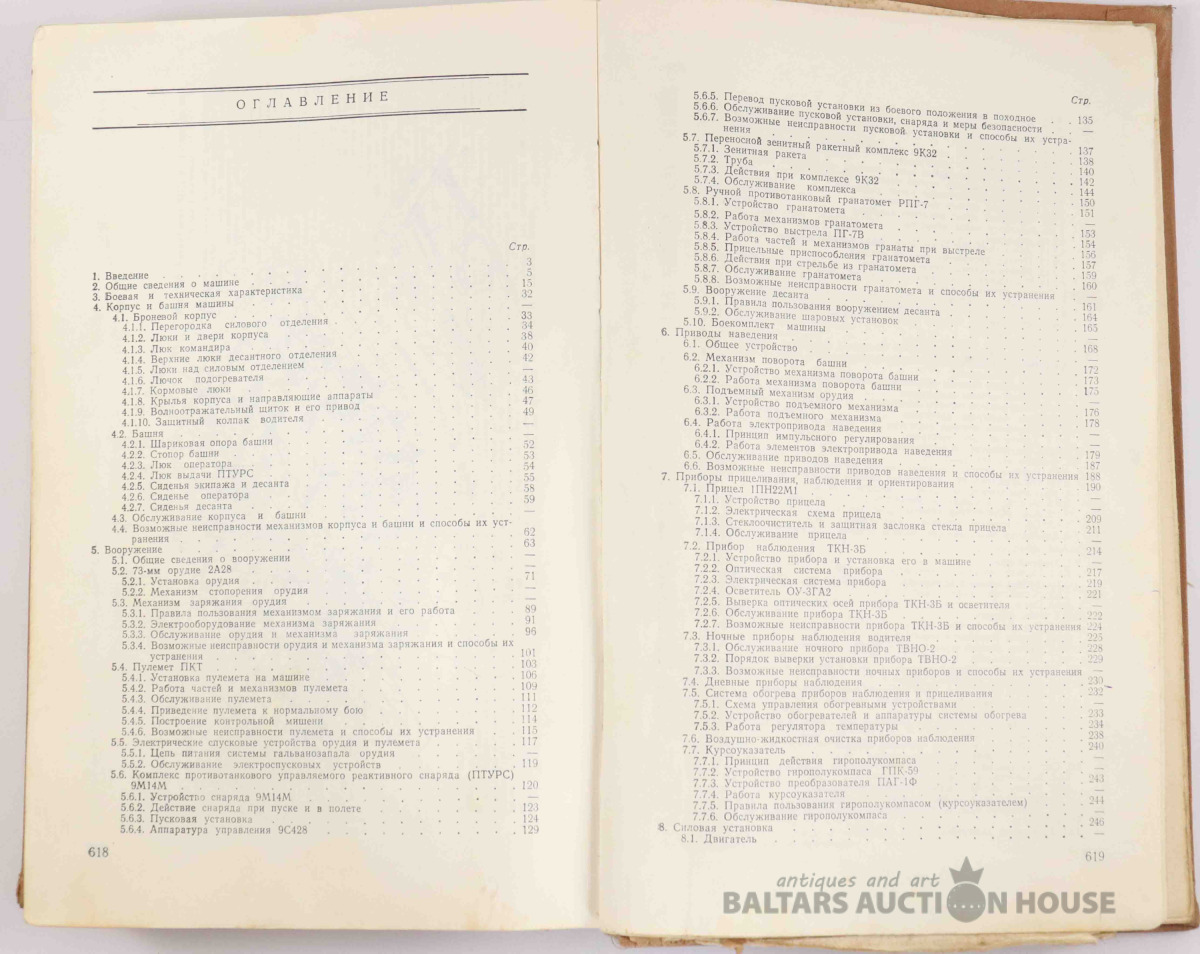 ОГЛАВЛЕНИЕ
Стр.
1. Введение 3
2. Общие сведения о машине 5
3. Боевая и техническая характеристика 15
4. Корпус и башня машины 32
4.1. Броневой корпус —
4.1.1. Перегородка силового отделения 33
4.1.2. Люки и двери корпуса 34
4.1.3. Люк командира 38
4.1.4. Верхние люки десантного отделения 40
4.1.5. Люки над силовым отделением 42
4.1.6. Лючок подогревателя —
4.1.7. Кормовые люки 43
4.1.8. Крылья корпуса и направляющие аппараты 46
4.1.9. Волноотражательный щиток и его привод 47
4.1.10. Защитный колпак водителя 49
4.2. Башня —
4.2.1. Шариковая опора башни —
4.2.2. Стопор башни 52
4.2.3. Люк оператора 53
4.2.4. Люк выдачи ПТУРС 54
4.2.5. Сиденья экипажа и десанта 55
4.2.6. Сиденье оператора 58
4.2.7. Сиденья десанта 59
4.3. Обслуживание корпуса и башни —
4.4. Возможные неисправности механизмов корпуса и башни и способы их уст-
ранения 62
5. Вооружение 63
5.1. Общие сведения о вооружении —
5.2. 73-мм орудие 2А28 —
5.2.1. Установка орудия 71
5.2.2. Механизм стопорения орудия —
5.3. Механизм заряжания орудия —
5.3.1. Правила пользования механизмом заряжания и его работа 89
5.3.2. Электрооборудование механизма заряжания 91
5.3.3. Обслуживание орудия и механизма заряжания 96
5.3.4. Возможные неисправности орудия и механизма заряжания и способы их
устранения 101
5.4. Пулемет ПКТ 103
5.4.1. Установка пулемета на машине 106
5.4.2. Работа частей и механизмов пулемета 109
5.4.3. Обслуживание пулемета 111
5.4.4. Приведение пулемета к нормальному бою 112
5.4.5. Построение контрольной мишени 114
5.4.6. Возможные неисправности пулемета и способы их устранения 115
5.5. Электрические спусковые устройства орудия и пулемета 117
5.5.1. Цепь питания системы гальванозапала орудия —
5.5.2. Обслуживание электроспусковых устройств 119
5.6. Комплекс противотанкового управляемого реактивного снаряда (ПТУРС)
9М14М 120
5.6.1. Устройство снаряда 9М14М —
5.6.2. Действие снаряда при пуске и в полете 123
5.6.3. Пусковая установка 124
5.6.4. Аппаратура управления 9С428 129
618
Стр.
5.6.5. Перевод пусковой установки из боевого положения в походное 135
5.6.6. Обслуживание пусковой установки, снаряда и меры безопасности —
5.6.7. Возможные неисправности пусковой установки и способы их устра-
нения 137
5.7. Переносной зенитный ракетный комплекс 9К32 138
5.7.1. Зенитная ракета 140
5.7.2. Труба 142
5.7.3. Действия при комплексе 9К32 144
5.7.4. Обслуживание комплекса 150
5.8. Ручной противотанковый гранатомет РПГ-7 151
5.8.1. Устройство гранатомета —
5.8.2. Работа механизмов гранатомета 153
5.8.3. Устройство выстрела ПГ-7В 154
5.8.4. Работа частей и механизмов гранаты при выстреле 156
5.8.5. Прицельные приспособления гранатомета 157
5.8.6. Действия при стрельбе из гранатомета 159
5.8.7. Обслуживание гранатомета 160
5.8.8. Возможные неисправности гранатомета и способы их устранения —
5.9. Вооружение десанта 161
5.9.1. Правила пользования вооружением десанта 164
5.9.2. Обслуживание шаровых установок 165
5.10. Боекомплект машины —
6. Приводы наведения 168
6.1. Общее устройство —
6.2. Механизм поворота башни 172
6.2.1. Устройство механизма поворота башни 173
6.2.2. Работа механизма поворота башни 175
6.3. Подъемный механизм орудия —
6.3.1. Устройство подъемного механизма 176
6.3.2. Работа подъемного механизма 178
6.4. Работа электропривода наведения —
6.4.1. Принцип импульсного регулирования —
6.4.2. Работа элементов электропривода наведения 179
6.5. Обслуживание приводов наведения 187
6.6. Возможные неисправности приводов наведения и способы их устранения 188
7. Приборы прицеливания, наблюдения и ориентирования 190
7.1. Прицел 1ПН22М1 —
7.1.1. Устройство прицела —
7.1.2. Электрическая схема прицела 209
7.1.3. Стеклоочиститель и защитная заслонка стекла прицела 211
7.1.4. Обслуживание прицела —
7.2. Прибор наблюдения ТКН-3Б 214
7.2.1. Устройство прибора и установка его в машине —
7.2.2. Оптическая система прибора 217
7.2.3. Электрическая система прибора 219
7.2.4. Осветитель ОУ-3ГА2 221
7.2.5. Выверка оптических осей прибора ТКН-3Б и осветителя —
7.2.6. Обслуживание прибора ТКН-3Б 222
7.2.7. Возможные неисправности прибора ТКН-3Б и способы их устранения 224
7.3. Ночные приборы наблюдения водителя 225
7.3.1. Обслуживание ночного прибора ТВНО-2 228
7.3.2. Порядок выверки установки прибора ТВНО-2 229
7.3.3. Возможные неисправности ночных приборов и способы их устранения —
7.4. Дневные приборы наблюдения 230
7.5. Система обогрева приборов наблюдения и прицеливания 232
7.5.1. Схема управления обогревными устройствами —
7.5.2. Устройство обогревателей и аппаратуры системы обогрева 233
7.5.3. Работа регулятора температуры 234
7.6. Воздушно-жидкостная очистка приборов наблюдения 238
7.7. Курсоуказатель 240
7.7.1. Принцип действия гирополукомпаса —
7.7.2. Устройство гирополукомпаса ГПК-59 —
7.7.3. Устройство преобразователя ПАГ-1Ф 243
7.7.4. Работа курсоуказателя —
7.7.5. Правила пользования гирополукомпасом (курсоуказателем) 244
7.7.6. Обслуживание гирополукомпаса —
8. Силовая установка 246
8.1. Двигатель —
619
antiques and art
BALTARS AUCTION HOUSE